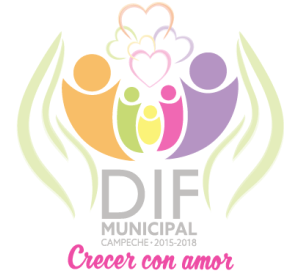 DIF
MUNICIPAL
CAMPECHE • 2015-2018
Crecer con amor